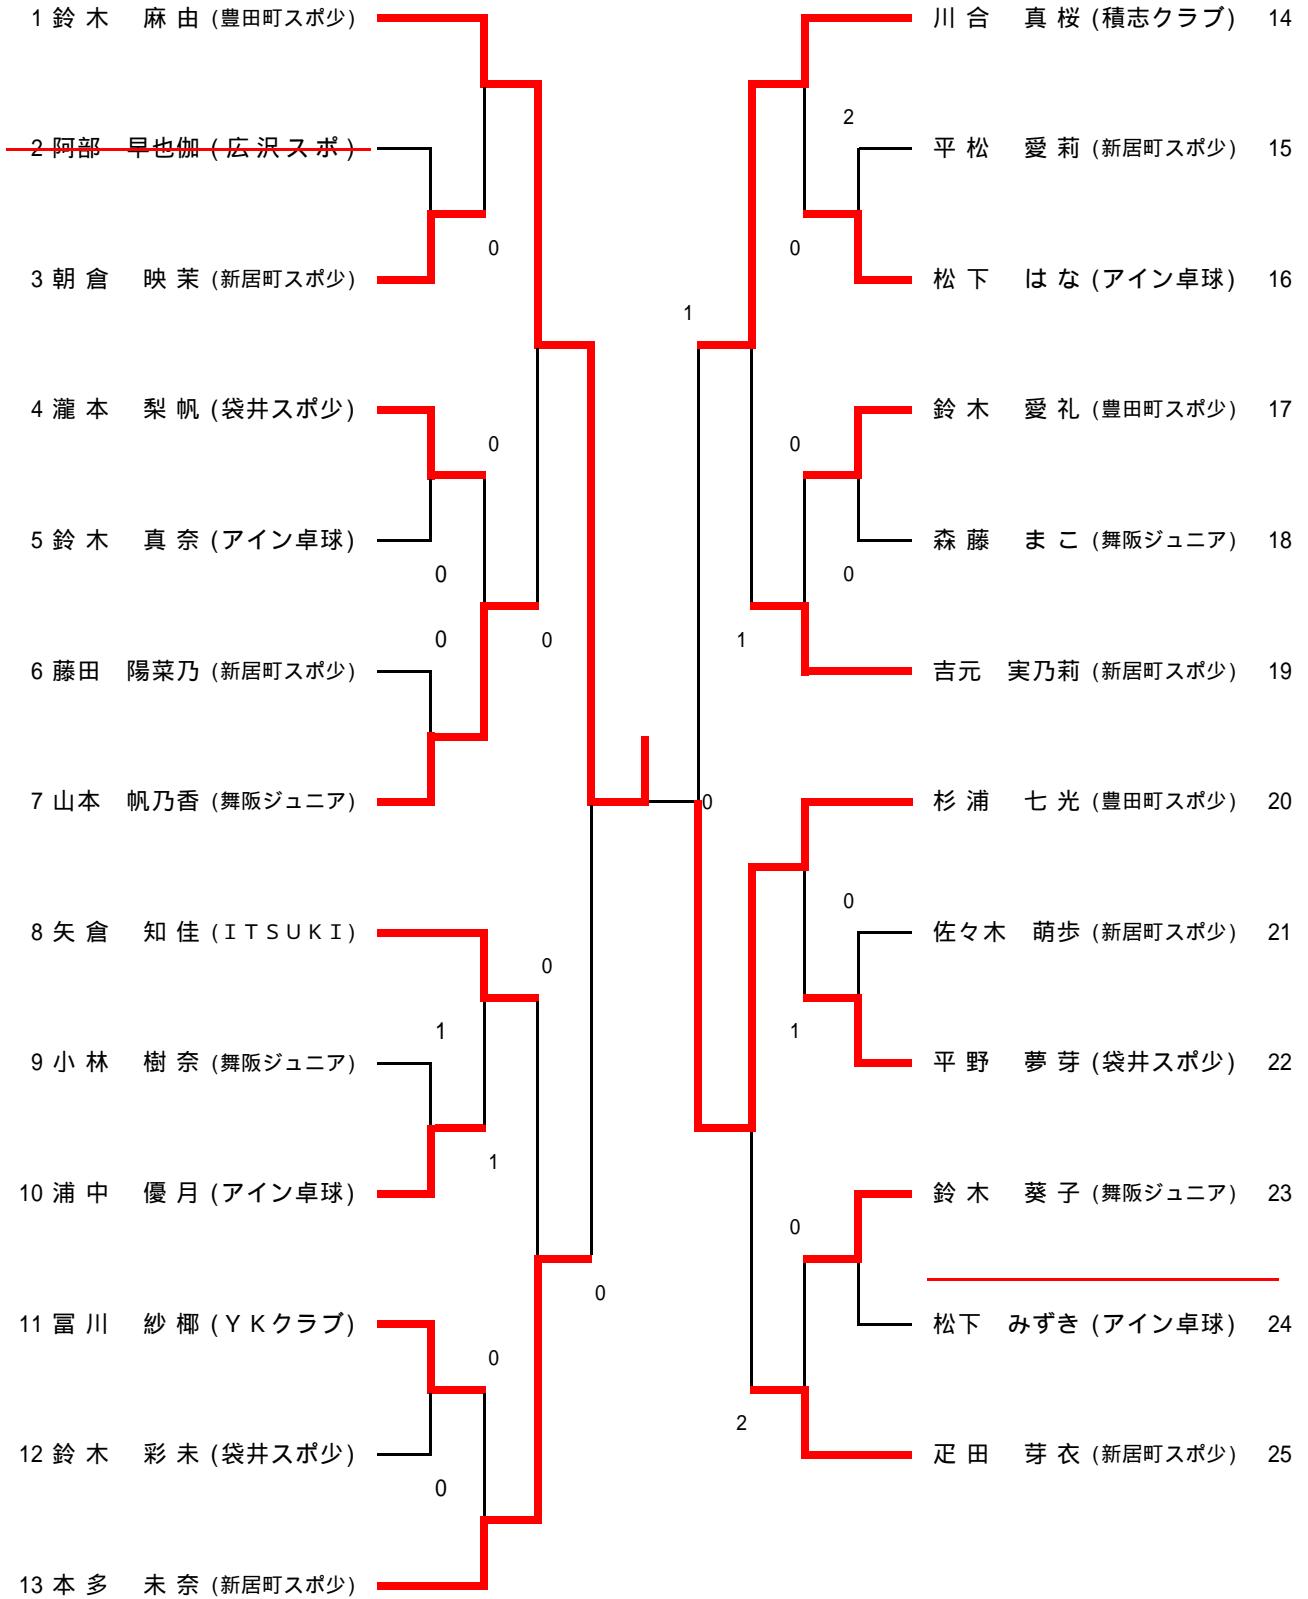 1 鈴木 麻由 (豊田町スポ少)
2 阿部 早也伽 (広沢スポ)
0
3 朝倉 映茉 (新居町スポ少)
4 瀧本 梨帆 (袋井スポ少)
0
5 鈴木 真奈 (アイン卓球)
0
0
0
6 藤田 陽菜乃 (新居町スポ少)
7 山本 帆乃香 (舞阪ジュニア)
8 矢倉 知佳 (ＩＴＳＵＫＩ)
0
1
9 小林 樹奈 (舞阪ジュニア)
1
10 浦中 優月 (アイン卓球)
0
11 冨川 紗椰 (ＹＫクラブ)
0
12 鈴木 彩未 (袋井スポ少)
0
13 本多 未奈 (新居町スポ少)
川合 真桜 (積志クラブ) 14
2
平松 愛莉 (新居町スポ少) 15
0
松下 はな (アイン卓球) 16
1
鈴木 愛礼 (豊田町スポ少) 17
0
森藤 まこ (舞阪ジュニア) 18
0
1
吉元 実乃莉 (新居町スポ少) 19
0
杉浦 七光 (豊田町スポ少) 20
0
佐々木 萌歩 (新居町スポ少) 21
1
平野 夢芽 (袋井スポ少) 22
鈴木 葵子 (舞阪ジュニア) 23
0
松下 みずき (アイン卓球) 24
2
疋田 芽衣 (新居町スポ少) 25